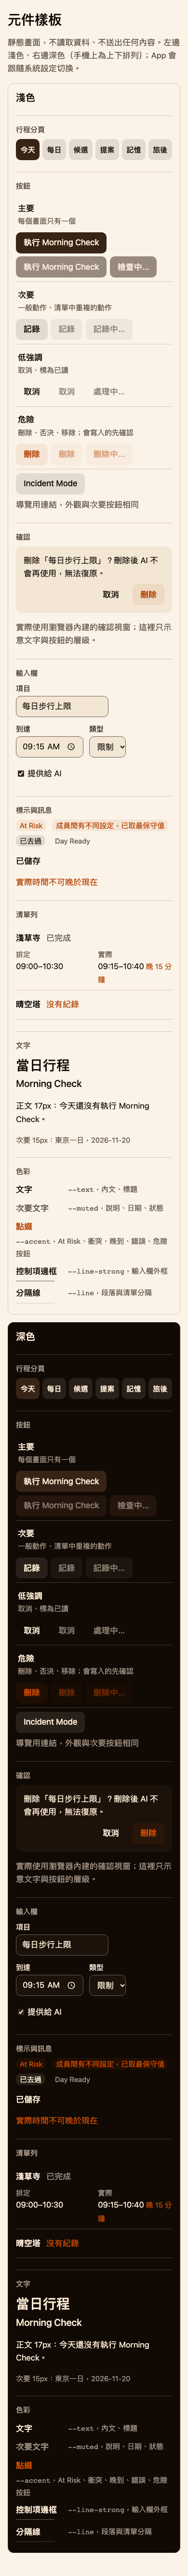 元件樣板
靜態畫面，不讀取資料、不送出任何內容。左邊
淺色、右邊深色（手機上為上下排列）；App 會
跟隨系統設定切換。
淺色
行程分頁
今天 每日 候選 提案 記憶 旅後
按鈕
主要
每個畫面只有一個
執行 Morning Check
執行 Morning Check 檢查中…
次要
一般動作、清單中重複的動作
記錄 記錄 記錄中…
低強調
取消、標為已讀
取消 取消 處理中…
危險
刪除、否決、移除；會寫入的先確認
刪除 刪除 刪除中…
Incident Mode
導覽用連結，外觀與次要按鈕相同
確認
刪除「每日步行上限」？刪除後 AI 不
會再使用，無法復原。
取消 刪除
實際使用瀏覽器內建的確認視窗；這裡只示
意文字與按鈕的層級。
輸入欄
項目
每日步行上限
到達 類型
09:15 AM 限制
提供給 AI
標示與訊息
At Risk 成員間有不同設定，已取最保守值
已去過 Day Ready
已儲存
實際時間不可晚於現在
清單列
淺草寺 已完成
排定 實際
09:00–10:30 09:15–10:40 晚 15 分
鐘
晴空塔 沒有紀錄
文字
當日行程
Morning Check
正文 17px：今天還沒有執行 Morning
Check。
次要 15px：東京一日，2026-11-20
色彩
文字 --text，內文、標題
次要文字 --muted，說明、日期、狀態
點綴
--accent，At Risk、衝突、晚到、錯誤、危險
按鈕
控制項邊框 --line-strong，輸入欄外框
分隔線 --line，段落與清單分隔
深色
行程分頁
今天 每日 候選 提案 記憶 旅後
按鈕
主要
每個畫面只有一個
執行 Morning Check
執行 Morning Check 檢查中…
次要
一般動作、清單中重複的動作
記錄 記錄 記錄中…
低強調
取消、標為已讀
取消 取消 處理中…
危險
刪除、否決、移除；會寫入的先確認
刪除 刪除 刪除中…
Incident Mode
導覽用連結，外觀與次要按鈕相同
確認
刪除「每日步行上限」？刪除後 AI 不
會再使用，無法復原。
取消 刪除
實際使用瀏覽器內建的確認視窗；這裡只示
意文字與按鈕的層級。
輸入欄
項目
每日步行上限
到達 類型
09:15 AM 限制
提供給 AI
標示與訊息
At Risk 成員間有不同設定，已取最保守值
已去過 Day Ready
已儲存
實際時間不可晚於現在
清單列
淺草寺 已完成
排定 實際
09:00–10:30 09:15–10:40 晚 15 分
鐘
晴空塔 沒有紀錄
文字
當日行程
Morning Check
正文 17px：今天還沒有執行 Morning
Check。
次要 15px：東京一日，2026-11-20
色彩
文字 --text，內文、標題
次要文字 --muted，說明、日期、狀態
點綴
--accent，At Risk、衝突、晚到、錯誤、危險
按鈕
控制項邊框 --line-strong，輸入欄外框
分隔線 --line，段落與清單分隔